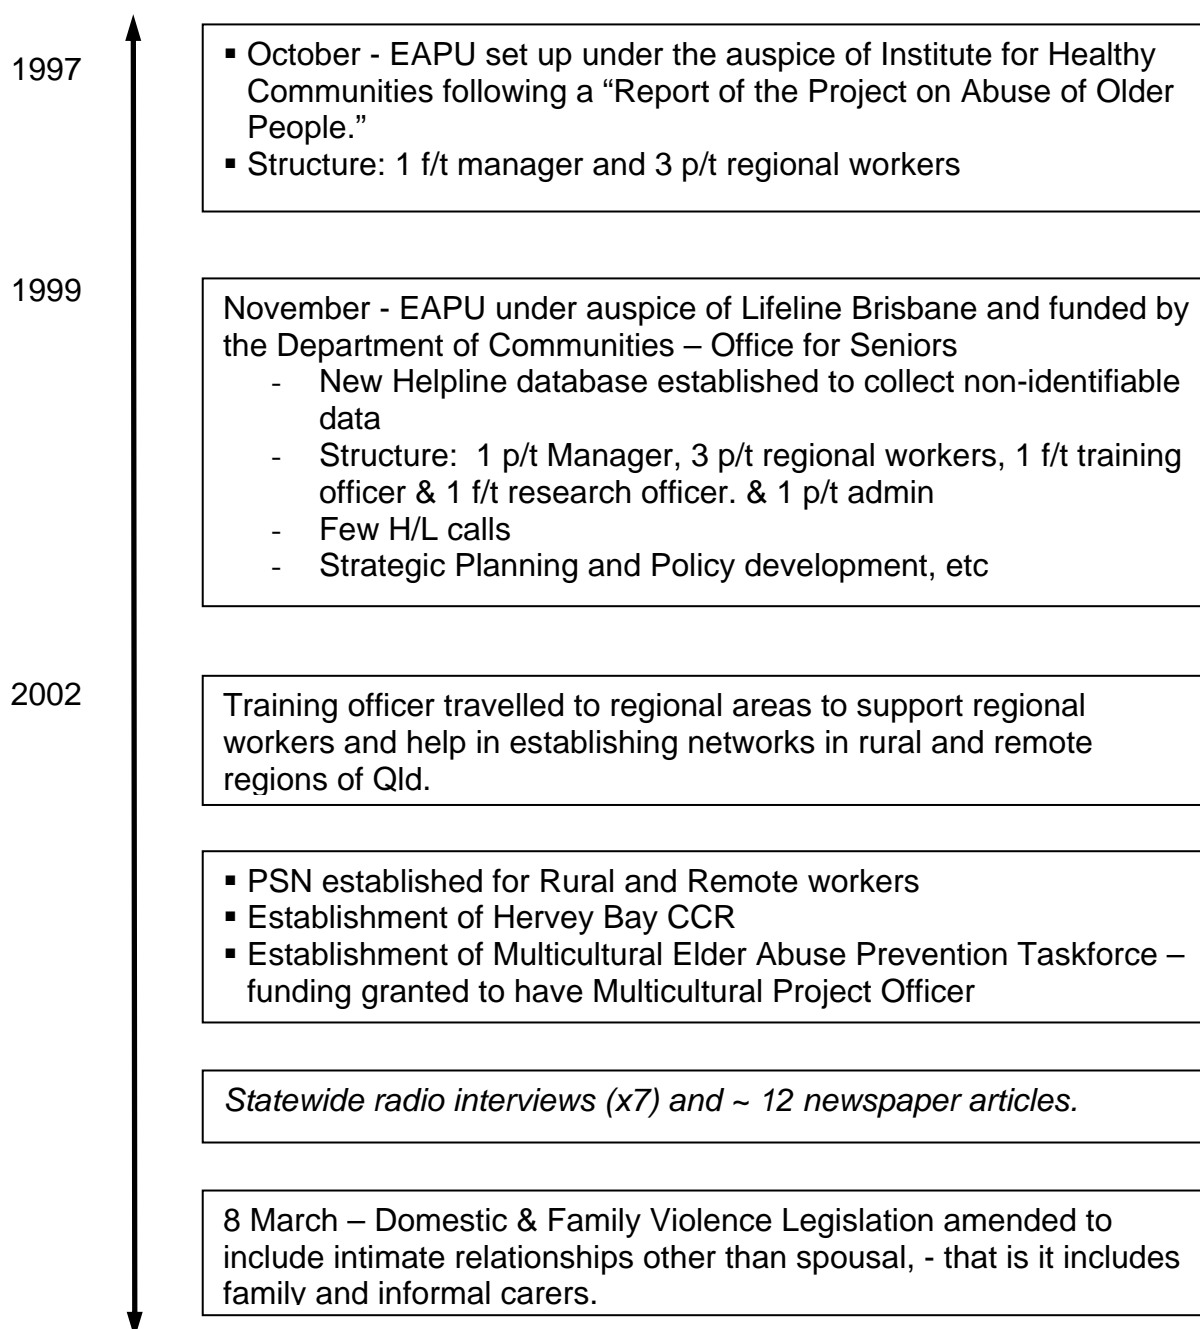 1997
▪ October - EAPU set up under the auspice of Institute for Healthy
Communities following a “Report of the Project on Abuse of Older
People.”
▪ Structure: 1 f/t manager and 3 p/t regional workers
1999
November - EAPU under auspice of Lifeline Brisbane and funded by
the Department of Communities – Office for Seniors
- New Helpline database established to collect non-identifiable
data
- Structure: 1 p/t Manager, 3 p/t regional workers, 1 f/t training
officer & 1 f/t research officer. & 1 p/t admin
- Few H/L calls
- Strategic Planning and Policy development, etc
2002
Training officer travelled to regional areas to support regional
workers and help in establishing networks in rural and remote
regions of Qld.
▪ PSN established for Rural and Remote workers
▪ Establishment of Hervey Bay CCR
▪ Establishment of Multicultural Elder Abuse Prevention Taskforce –
funding granted to have Multicultural Project Officer
Statewide radio interviews (x7) and ~ 12 newspaper articles.
8 March – Domestic & Family Violence Legislation amended to
include intimate relationships other than spousal, - that is it includes
family and informal carers.